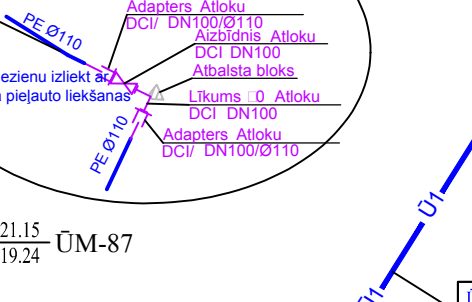 Adapters Atloku
DCI/ DN100/Ø110
PE Ø110
Aizbīdnis Atloku
DCI DN100
Atbalsta bloks
ezienu izliekt ar
pieļauto liekšanas
Līkums □0 Atloku
DCI DN100
Adapters Atloku
DCI/ DN100/Ø110
PE Ø110
21.15
19.24
ŪM-87
Ū1
Ū1